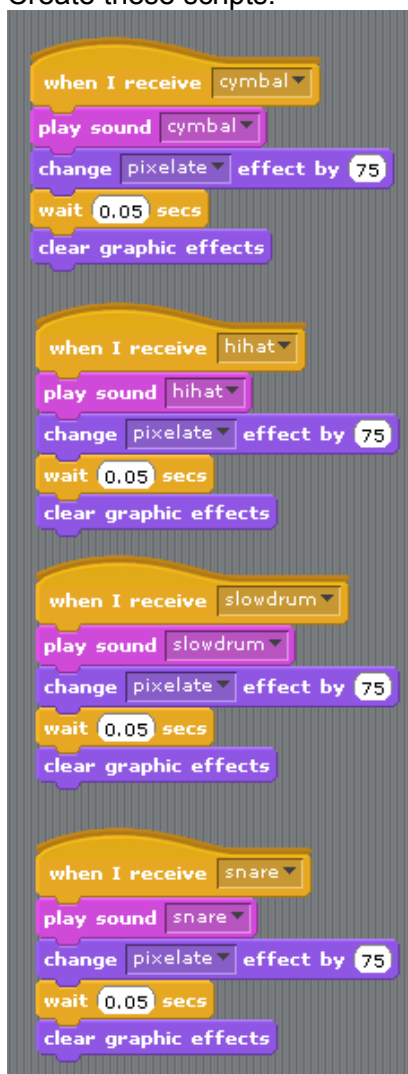 Create these scripts.
when I receive cymbal
play sound cymbal
change pixelate effect by 75
wait 0.05 secs
clear graphic effects
when I receive hihat
play sound hihat
change pixelate effect by 75
wait 0.05 secs
clear graphic effects
when I receive slowdrum
play sound slowdrum
change pixelate effect by 75
wait 0.05 secs
clear graphic effects
when I receive snare
play sound snare
change pixelate effect by 75
wait 0.05 secs
clear graphic effects